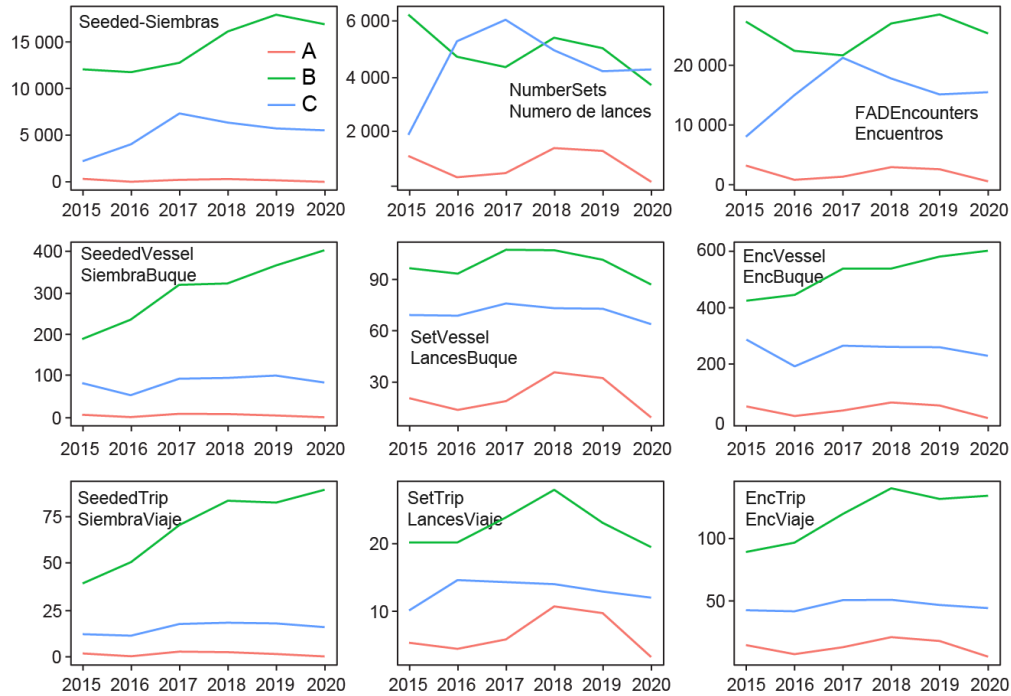 Seeded-Siembras
15 000
10 000
5 000
0
A
B
C
2015 2016 2017 2018 2019 2020
6 000
4 000
2 000
NumberSets
Numero de lances
2015 2016 2017 2018 2019 2020
20 000
10 000
0
FADEncounters
Encuentros
2015 2016 2017 2018 2019 2020
400
300
200
100
0
SeededVessel
SiembraBuque
2015 2016 2017 2018 2019 2020
90
60
30
SetVessel
LancesBuque
2015 2016 2017 2018 2019 2020
600
400
200
0
EncVessel
EncBuque
2015 2016 2017 2018 2019 2020
75
50
25
0
SeededTrip
SiembraViaje
2015 2016 2017 2018 2019 2020
20
10
SetTrip
LancesViaje
2015 2016 2017 2018 2019 2020
100
50
EncTrip
EncViaje
2015 2016 2017 2018 2019 2020